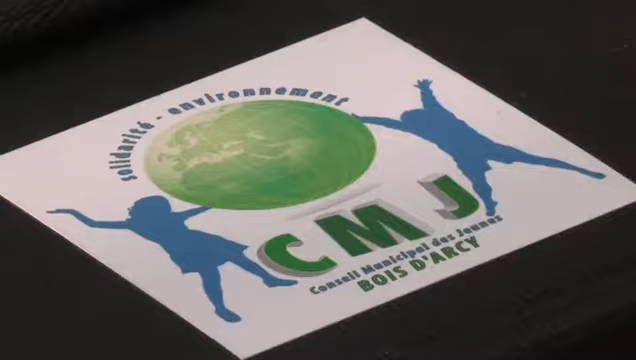 solidarité - environnement
CMJ
Conseil Municipal des Jeunes
BOIS D'ARCY